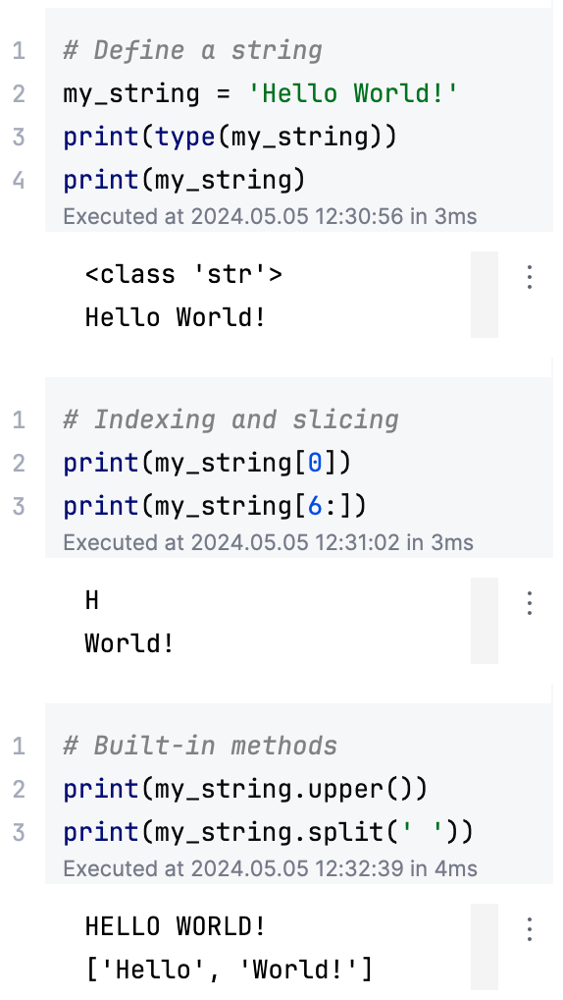 1 # Define a string
2 my_string = 'Hello World!'
3 print(type(my_string))
4 print(my_string)
Executed at 2024.05.05 12:30:56 in 3ms
<class 'str'>
Hello World!
1 # Indexing and slicing
2 print(my_string[0])
3 print(my_string[6:])
Executed at 2024.05.05 12:31:02 in 3ms
H
World!
1 # Built-in methods
2 print(my_string.upper())
3 print(my_string.split(' '))
Executed at 2024.05.05 12:32:39 in 4ms
HELLO WORLD!
['Hello', 'World!']